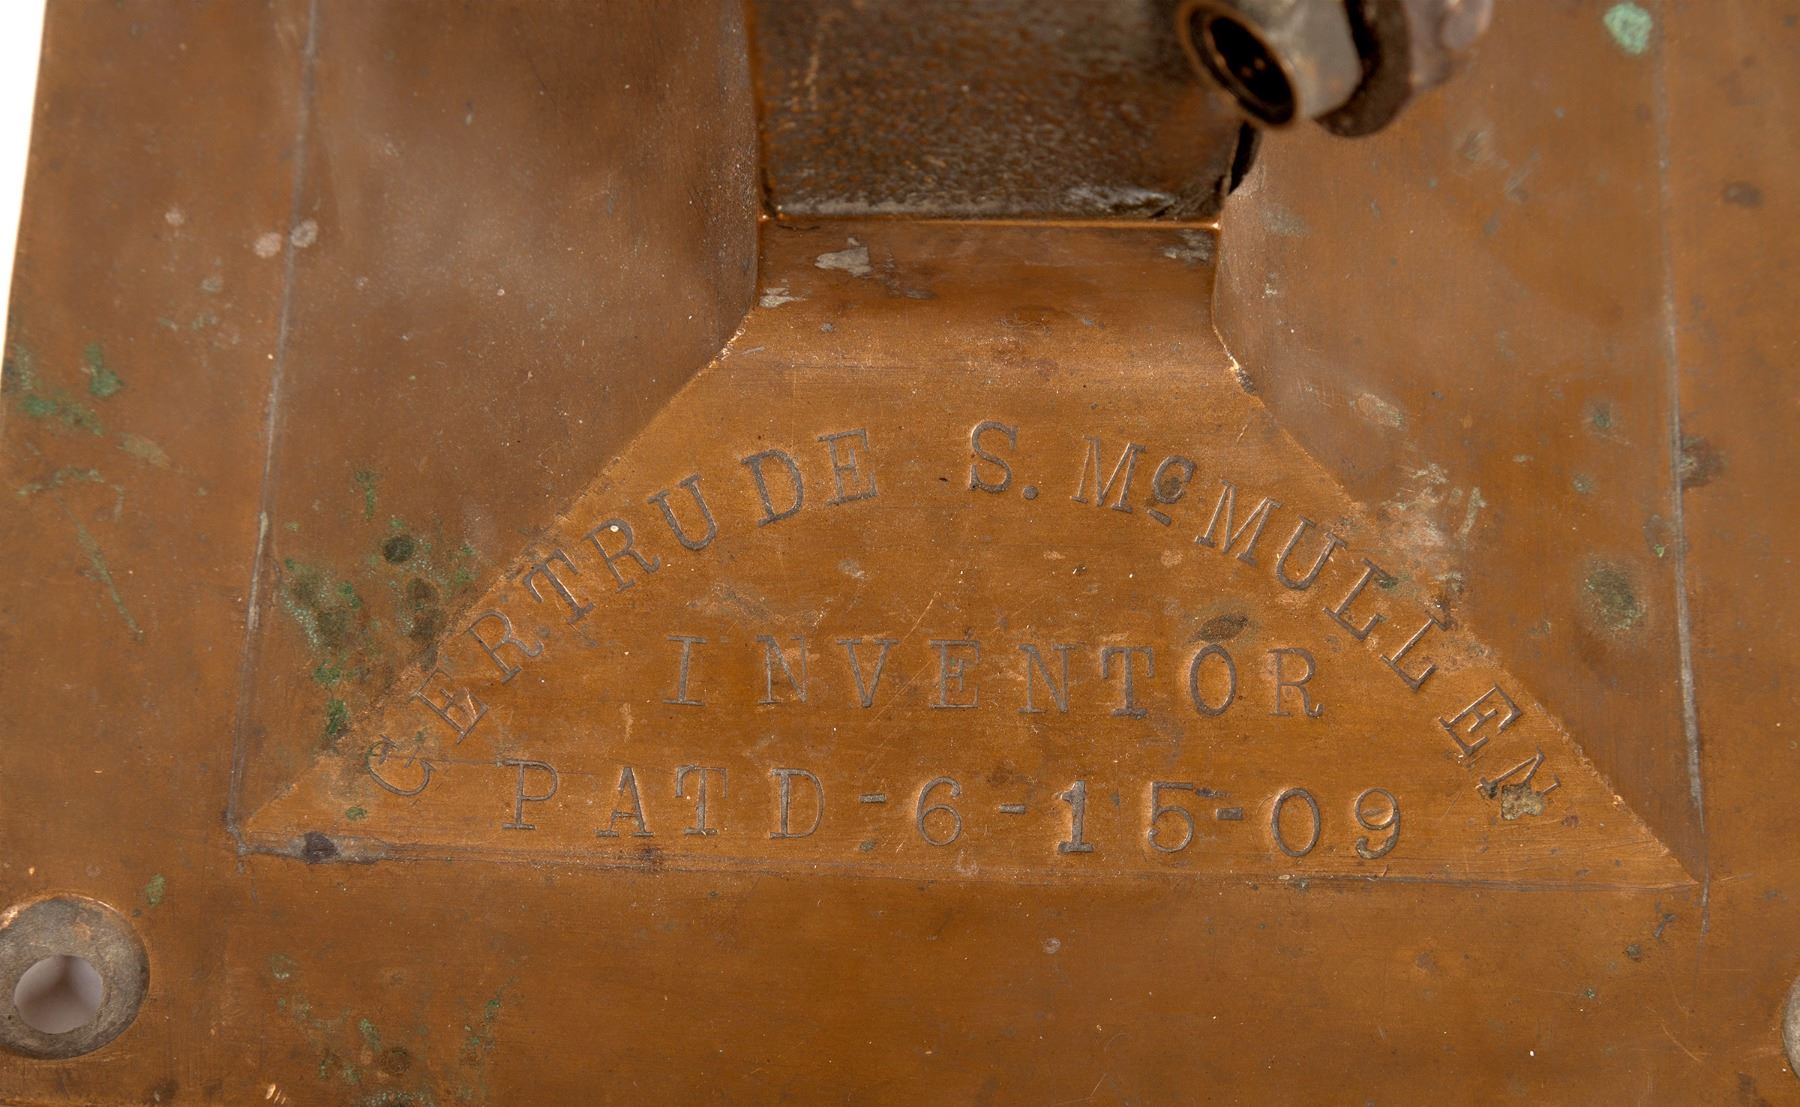 GERTRUDE S. McMULLEN
INVENTOR
PATD-6-15-09